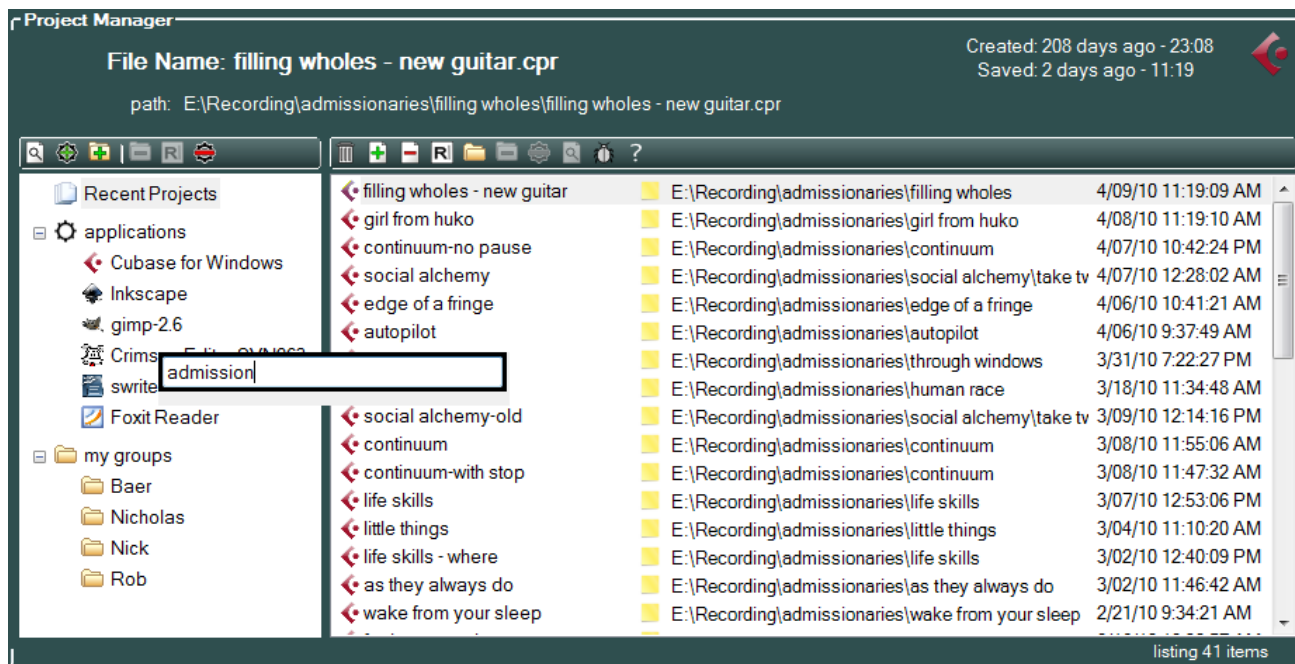 Project Manager
File Name: filling wholes - new guitar.cpr
Created: 208 days ago - 23:08
Saved: 2 days ago - 11:19
path: E:\Recording\admissionaries\filling wholes\filling wholes - new guitar.cpr
R R ?
Recent Projects
applications
Cubase for Windows
Inkscape
gimp-2.6
admission
swrite
Foxit Reader
my groups
Baer
Nicholas
Nick
Rob
filling wholes - new guitar E:\Recording\admissionaries\filling wholes 4/09/10 11:19:09 AM
girl from huko E:\Recording\admissionaries\girl from huko 4/08/10 11:19:10 AM
continuum-no pause E:\Recording\admissionaries\continuum 4/07/10 10:42:24 PM
social alchemy E:\Recording\admissionaries\social alchemy\take tv 4/07/10 12:28:02 AM
edge of a fringe E:\Recording\admissionaries\edge of a fringe 4/06/10 10:41:21 AM
autopilot E:\Recording\admissionaries\autopilot 4/06/10 9:37:49 AM
E:\Recording\admissionaries\through windows 3/31/10 7:22:27 PM
E:\Recording\admissionaries\human race 3/18/10 11:34:48 AM
social alchemy-old E:\Recording\admissionaries\social alchemy\take tv 3/09/10 12:14:16 PM
continuum E:\Recording\admissionaries\continuum 3/08/10 11:55:06 AM
continuum-with stop E:\Recording\admissionaries\continuum 3/08/10 11:47:32 AM
life skills E:\Recording\admissionaries\life skills 3/07/10 12:53:06 PM
little things E:\Recording\admissionaries\little things 3/04/10 11:10:20 AM
life skills - where E:\Recording\admissionaries\life skills 3/02/10 12:40:09 PM
as they always do E:\Recording\admissionaries\as they always do 3/02/10 11:46:42 AM
wake from your sleep E:\Recording\admissionaries\wake from your sleep 2/21/10 9:34:21 AM
listing 41 items